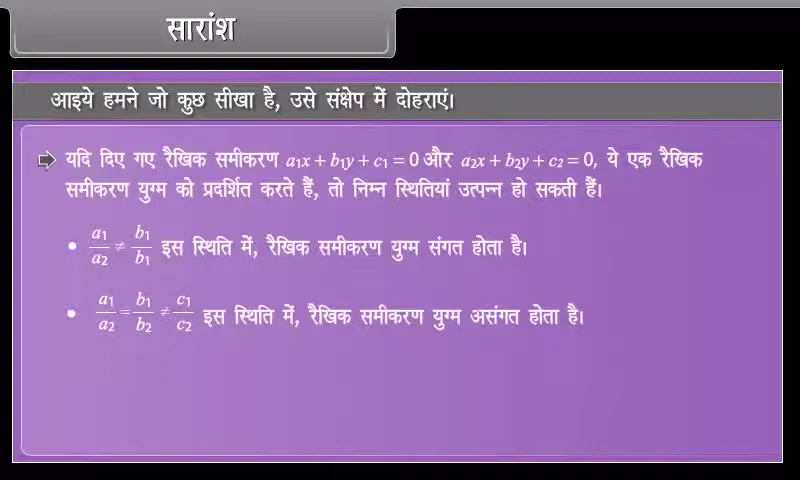 सारांश
आइये हमने जो कुछ सीखा है, उसे संक्षेप में दोहराएं।
यदि दिए गए रैखिक समीकरण a₁x + b₁y + c₁ = 0 और a₂x + b₂y + c₂ = 0, ये एक रैखिक
समीकरण युग्म को प्रदर्शित करते हैं, तो निम्न स्थितियां उत्पन्न हो सकती हैं।
• a₁/a₂ ≠ b₁/b₁ इस स्थिति में, रैखिक समीकरण युग्म संगत होता है।
• a₁/a₂ = b₁/b₂ ≠ c₁/c₂ इस स्थिति में, रैखिक समीकरण युग्म असंगत होता है।